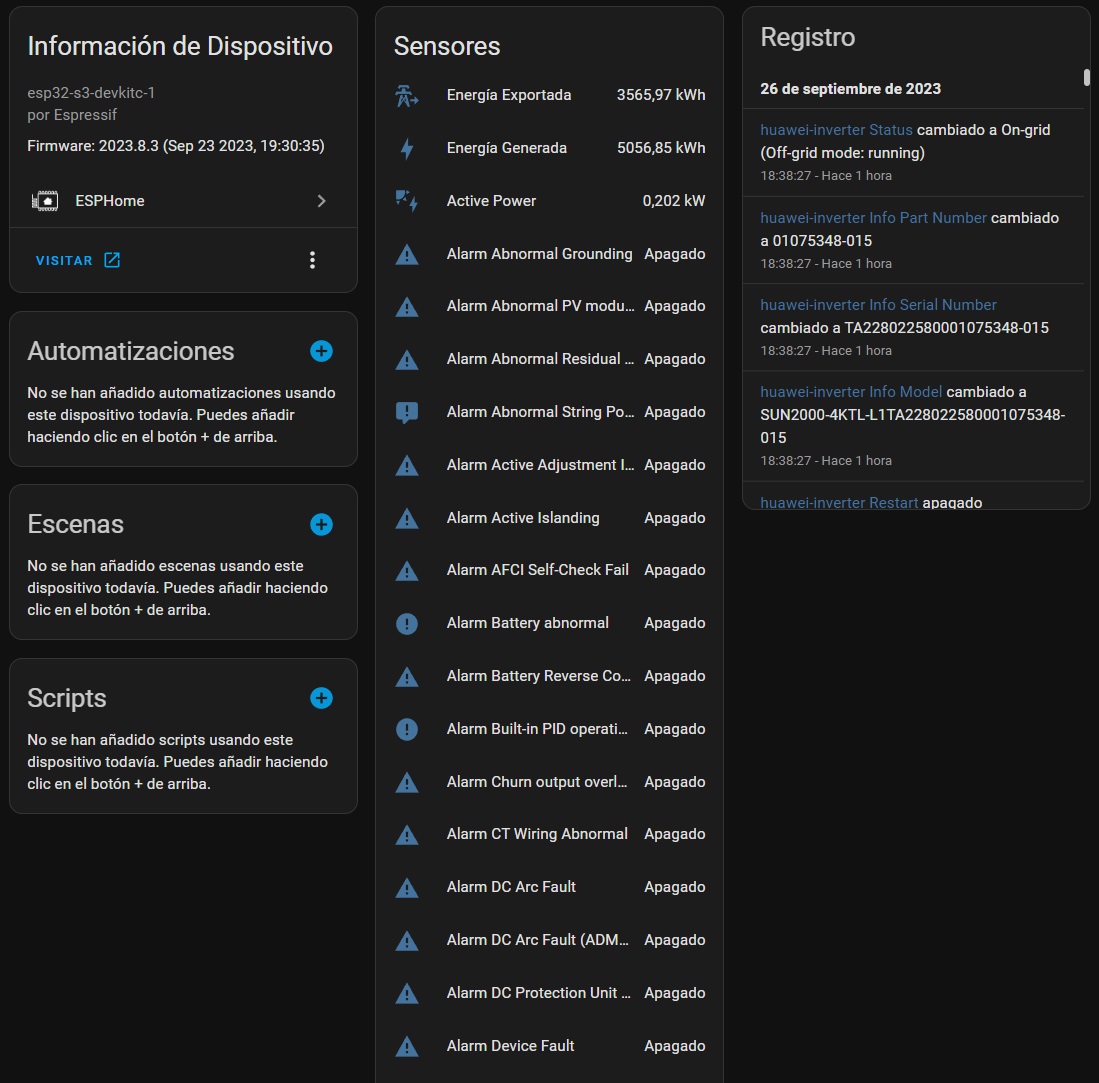 Información de Dispositivo
esp32-s3-devkitc-1
por Espressif
Firmware: 2023.8.3 (Sep 23 2023, 19:30:35)
ESPHome
VISITAR
Automatizaciones
No se han añadido automatizaciones usando
este dispositivo todavía. Puedes añadir
haciendo clic en el botón + de arriba.
Escenas
No se han añadido escenas usando este
dispositivo todavía. Puedes añadir haciendo
clic en el botón + de arriba.
Scripts
No se han añadido scripts usando este
dispositivo todavía. Puedes añadir haciendo
clic en el botón + de arriba.
Sensores
Energía Exportada 3565,97 kWh
Energía Generada 5056,85 kWh
Active Power 0,202 kW
Alarm Abnormal Grounding Apagado
Alarm Abnormal PV modu... Apagado
Alarm Abnormal Residual ... Apagado
Alarm Abnormal String Po... Apagado
Alarm Active Adjustment I... Apagado
Alarm Active Islanding Apagado
Alarm AFCI Self-Check Fail Apagado
Alarm Battery abnormal Apagado
Alarm Battery Reverse Co... Apagado
Alarm Built-in PID operati... Apagado
Alarm Churn output overl... Apagado
Alarm CT Wiring Abnormal Apagado
Alarm DC Arc Fault Apagado
Alarm DC Arc Fault (ADM... Apagado
Alarm DC Protection Unit ... Apagado
Alarm Device Fault Apagado
Registro
26 de septiembre de 2023
huawei-inverter Status cambiado a On-grid
(Off-grid mode: running)
18:38:27 - Hace 1 hora
huawei-inverter Info Part Number cambiado
a 01075348-015
18:38:27 - Hace 1 hora
huawei-inverter Info Serial Number
cambiado a TA228022580001075348-015
18:38:27 - Hace 1 hora
huawei-inverter Info Model cambiado a
SUN2000-4KTL-L1TA228022580001075348-
015
18:38:27 - Hace 1 hora
huawei-inverter Restart apagado